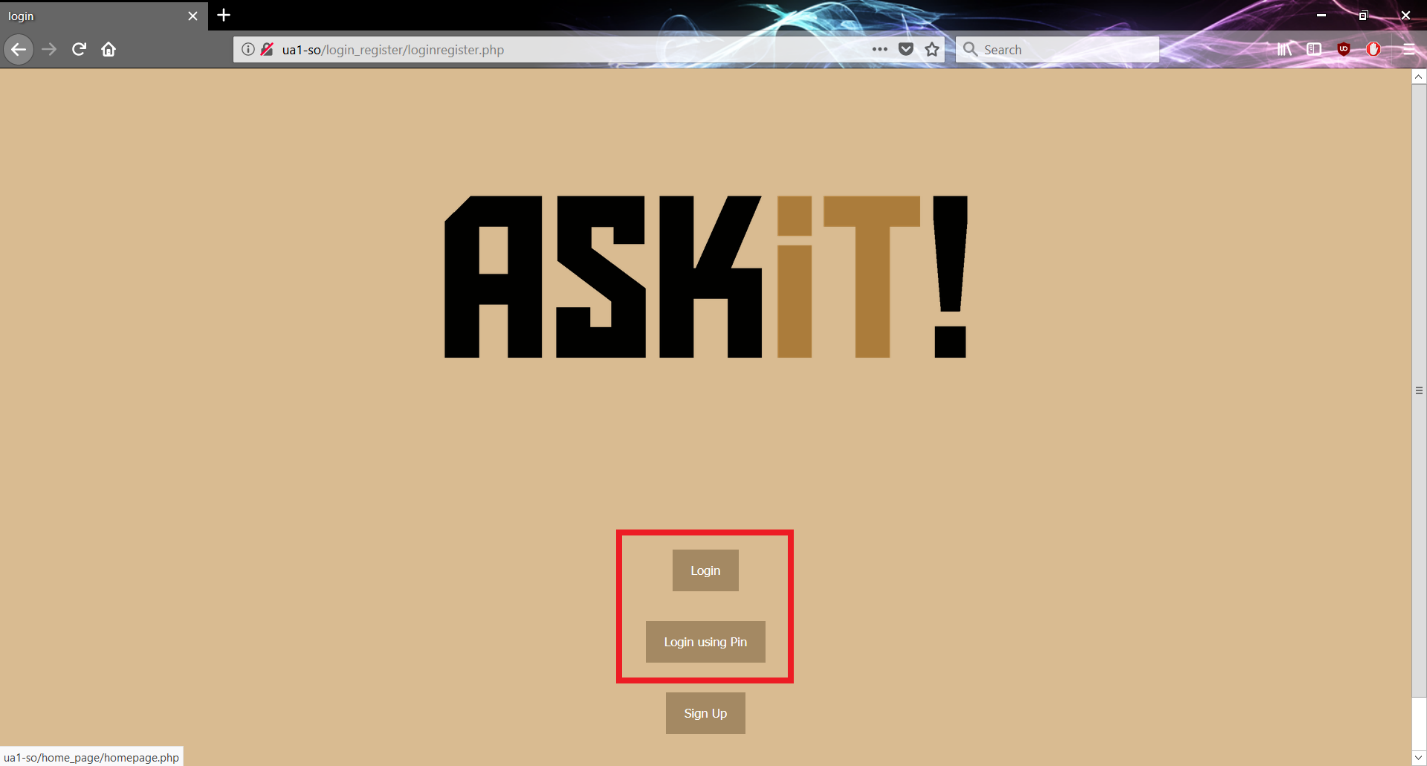 login
ua1-so/login_register/loginregister.php
Search
ASKiT!
Login
Login using Pin
Sign Up
ua1-so/home_page/homepage.php